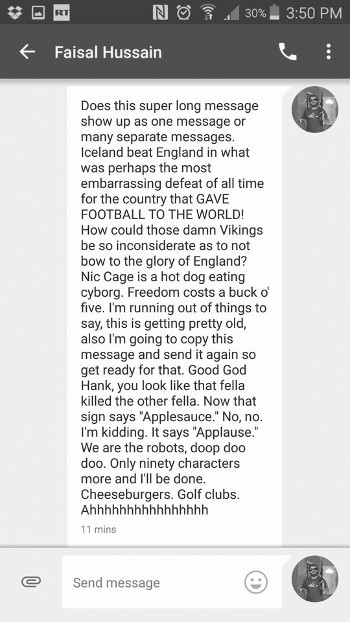 RT
N
30%
3:50 PM
Faisal Hussain
Does this super long message
show up as one message or
many separate messages.
Iceland beat England in what
was perhaps the most
embarrassing defeat of all time
for the country that GAVE
FOOTBALL TO THE WORLD!
How could those damn Vikings
be so inconsiderate as to not
bow to the glory of England?
Nic Cage is a hot dog eating
cyborg. Freedom costs a buck o'
five. I'm running out of things to
say, this is getting pretty old,
also I'm going to copy this
message and send it again so
get ready for that. Good God
Hank, you look like that fella
killed the other fella. Now that
sign says "Applesauce." No, no.
I'm kidding. It says "Applause."
We are the robots, doop doo
doo. Only ninety characters
more and I'll be done.
Cheeseburgers. Golf clubs.
Ahhhhhhhhhhhhhhhh
11 mins
Send message